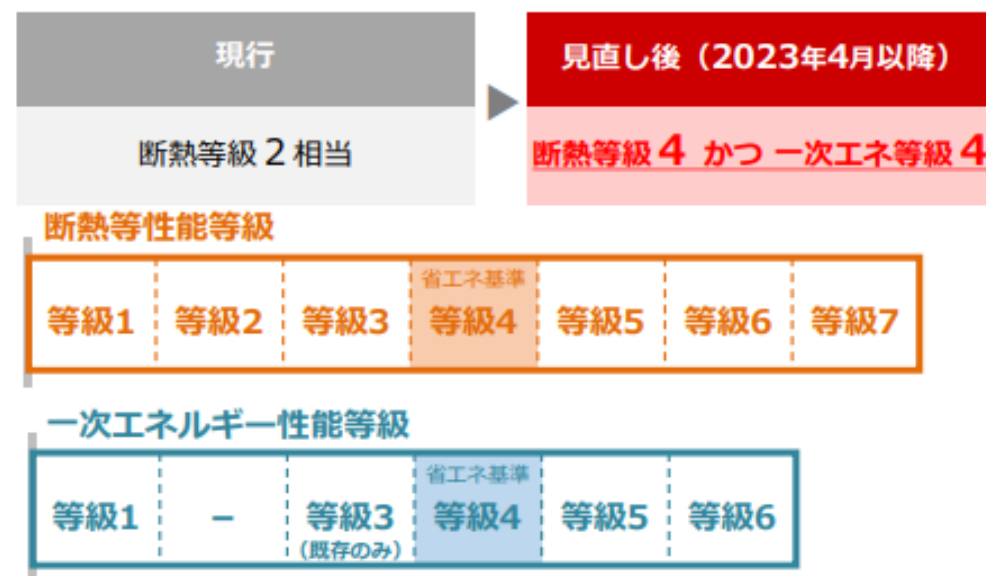 現行
見直し後（2023年4月以降）
断熱等級２相当
断熱等級４ かつ 一次エネ等級４
断熱等性能等級
省エネ基準
等級1 等級2 等級3 等級4 等級5 等級6 等級7
一次エネルギー性能等級
省エネ基準
等級1 － 等級3 等級4 等級5 等級6
（既存のみ）